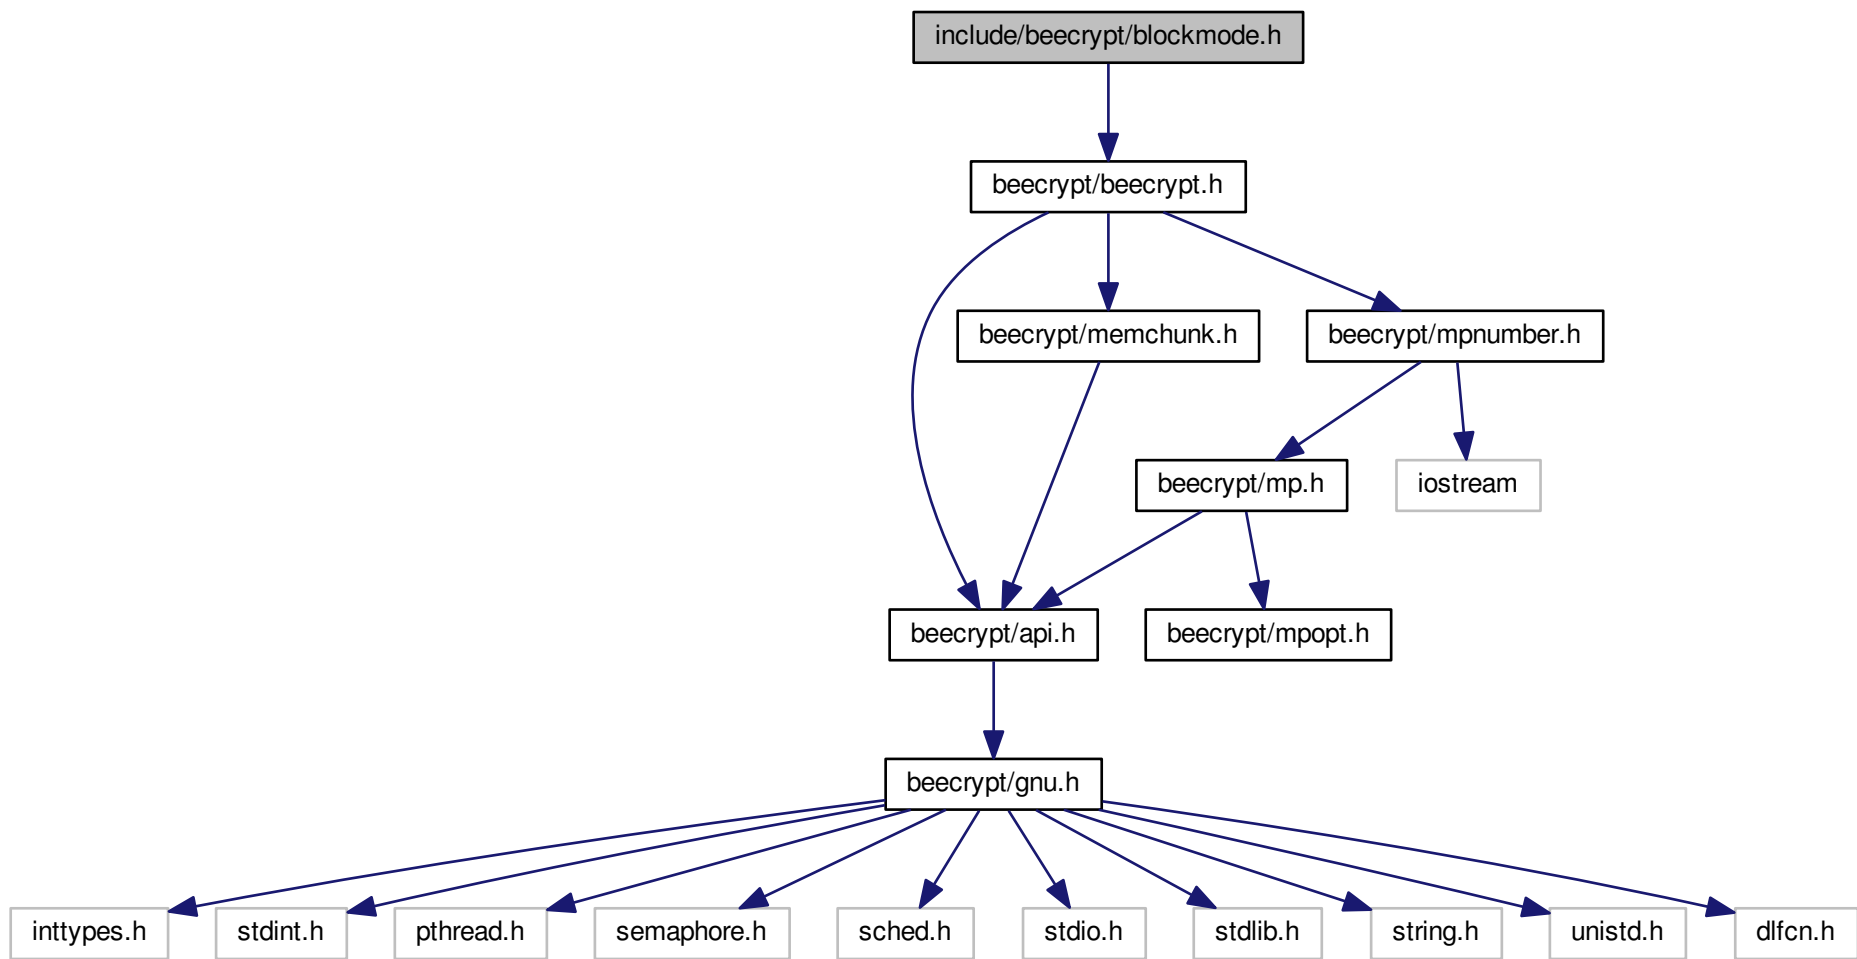 include/beecrypt/blockmode.h
beecrypt/beecrypt.h
beecrypt/memchunk.h
beecrypt/mpnumber.h
beecrypt/mp.h
iostream
beecrypt/api.h
beecrypt/mpopt.h
beecrypt/gnu.h
inttypes.h
stdint.h
pthread.h
semaphore.h
sched.h
stdio.h
stdlib.h
string.h
unistd.h
dlfcn.h